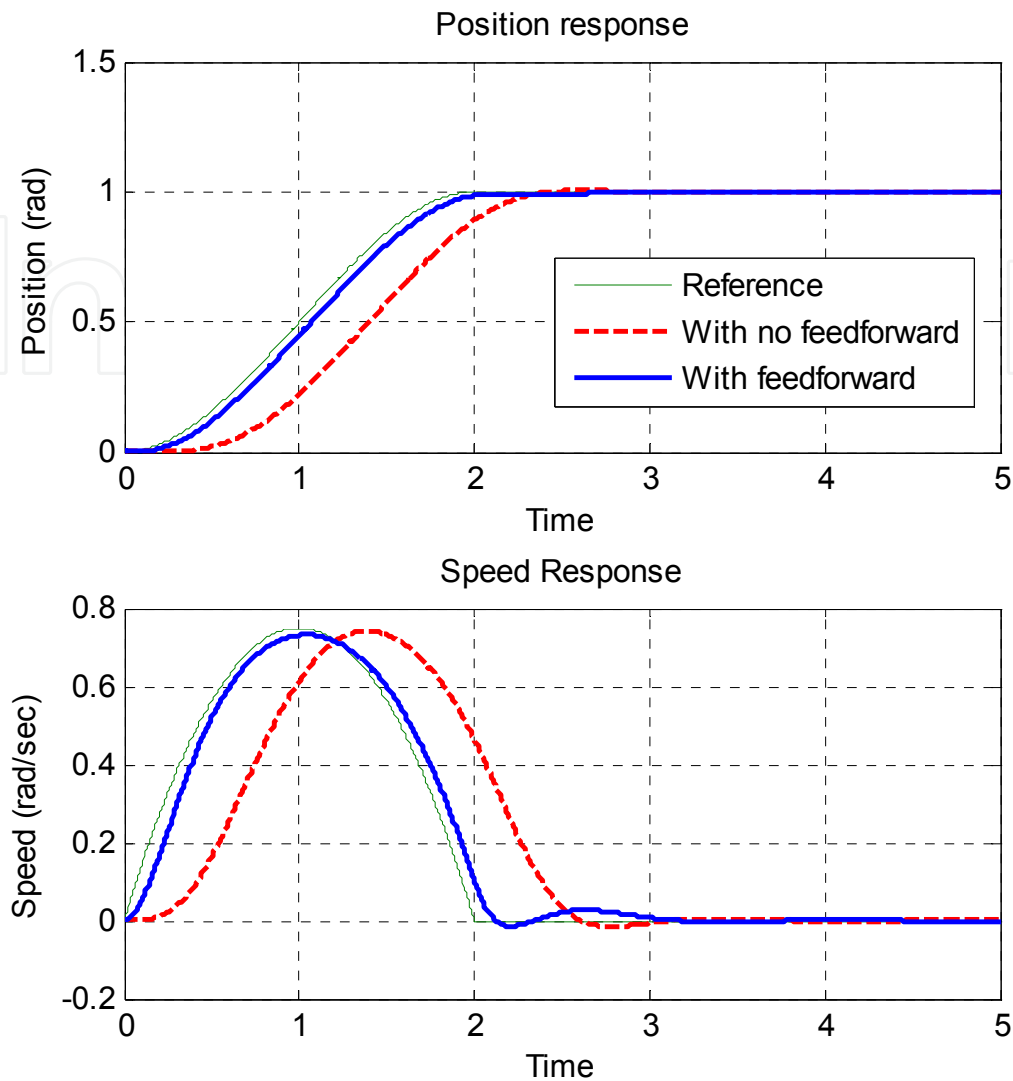 Position response
1.5
1
0.5
0
Position (rad)
Reference
With no feedforward
With feedforward
0 1 2 3 4 5
Time
Speed Response
0.8
0.6
0.4
0.2
0
-0.2
Speed (rad/sec)
0 1 2 3 4 5
Time